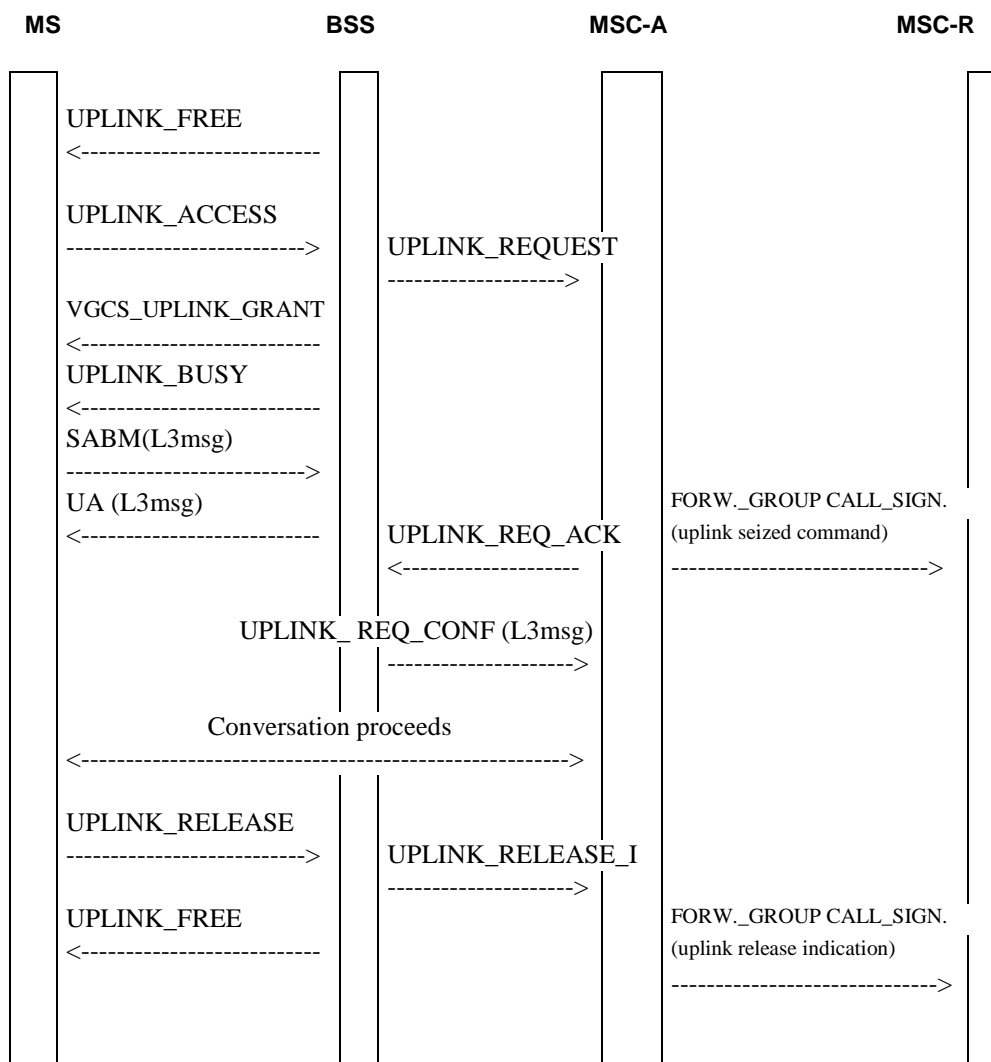 MS BSS MSC-A MSC-R
UPLINK_FREE
<---------------------------
UPLINK_ACCESS
--------------------------->
UPLINK_REQUEST
-------------------->
VGCS_UPLINK_GRANT
<---------------------------
UPLINK_BUSY
<---------------------------
SABM(L3msg)
--------------------------->
UA (L3msg)
<---------------------------
FORW._GROUP CALL_SIGN.
UPLINK_REQ_ACK (uplink seized command)
<-------------------- ----------------------------->
UPLINK_ REQ_CONF (L3msg)
--------------------->
Conversation proceeds
<------------------------------------------------------->
UPLINK_RELEASE
--------------------------->
UPLINK_RELEASE_I
--------------------->
UPLINK_FREE
<---------------------------
FORW._GROUP CALL_SIGN.
(uplink release indication)
------------------------------>